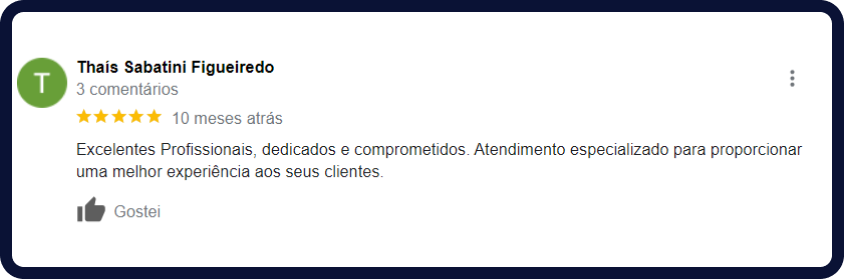 T
Thaís Sabatini Figueiredo
3 comentários
10 meses atrás
Excelentes Profissionais, dedicados e comprometidos. Atendimento especializado para proporcionar
uma melhor experiência aos seus clientes.
Gostei